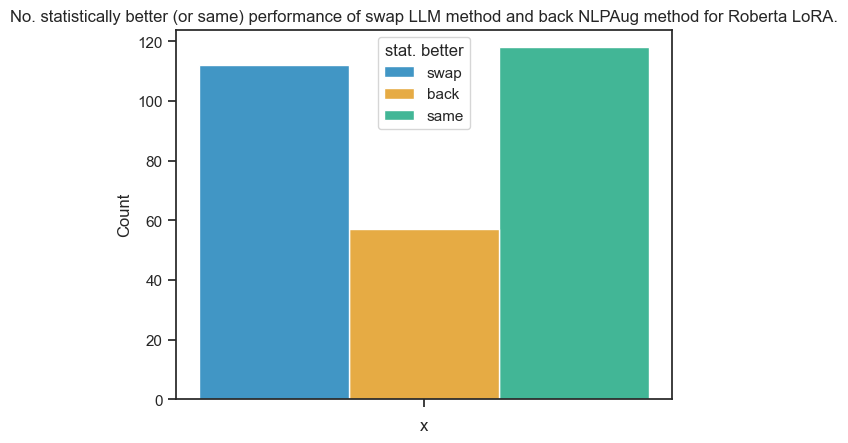 No. statistically better (or same) performance of swap LLM method and back NLPAug method for Roberta LoRA.
120
100
80
60
40
20
0
Count
stat. better
swap
back
same
x